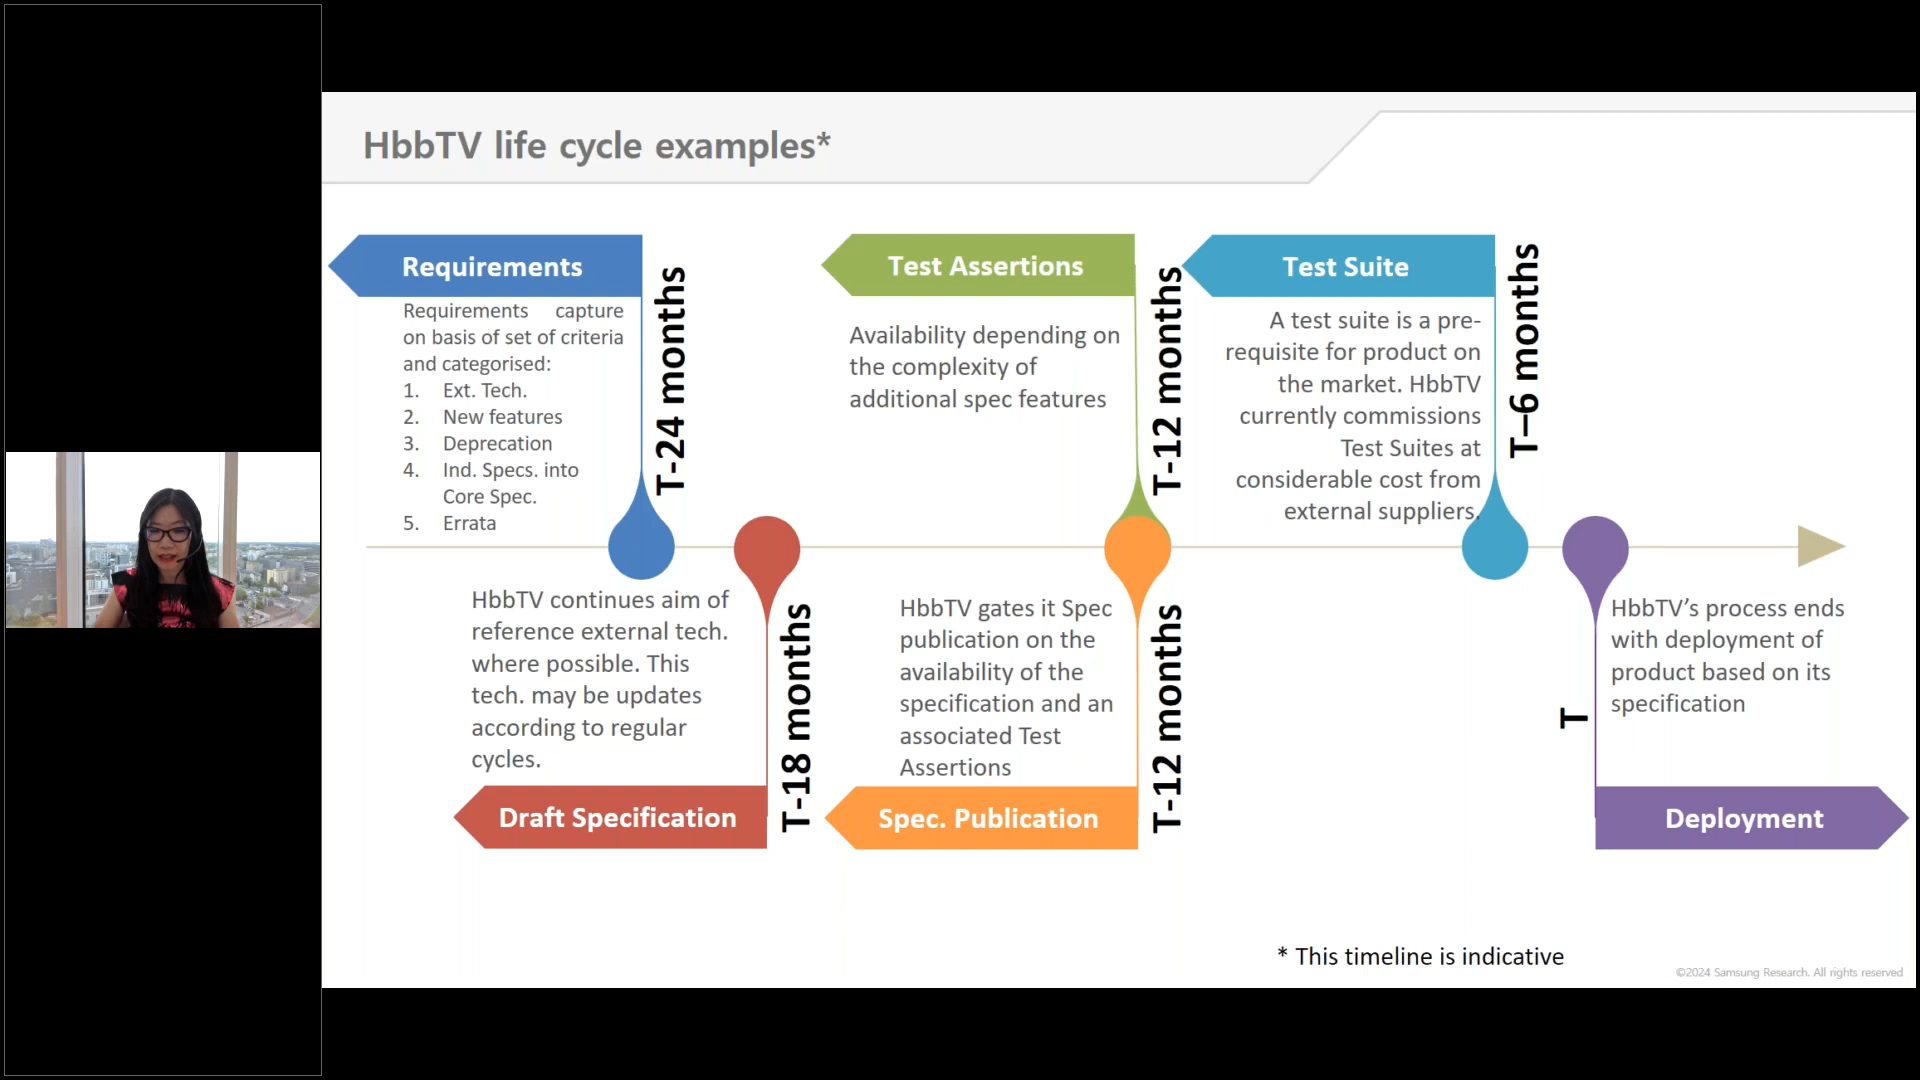 HbbTV life cycle examples*
Requirements
Requirements capture
on basis of set of criteria
and categorised:
1. Ext. Tech.
2. New features
3. Deprecation
4. Ind. Specs. into
Core Spec.
5. Errata
T-24 months
HbbTV continues aim of
reference external tech.
where possible. This
tech. may be updates
according to regular
cycles.
Draft Specification
T-18 months
Test Assertions
Availability depending on
the complexity of
additional spec features
T-12 months
HbbTV gates it Spec
publication on the
availability of the
specification and an
associated Test
Assertions
Spec. Publication
T-12 months
Test Suite
A test suite is a pre-
requisite for product on
the market. HbbTV
currently commissions
Test Suites at
considerable cost from
external suppliers.
T–6 months
T
HbbTV’s process ends
with deployment of
product based on its
specification
Deployment
* This timeline is indicative
©2024 Samsung Research. All rights reserved